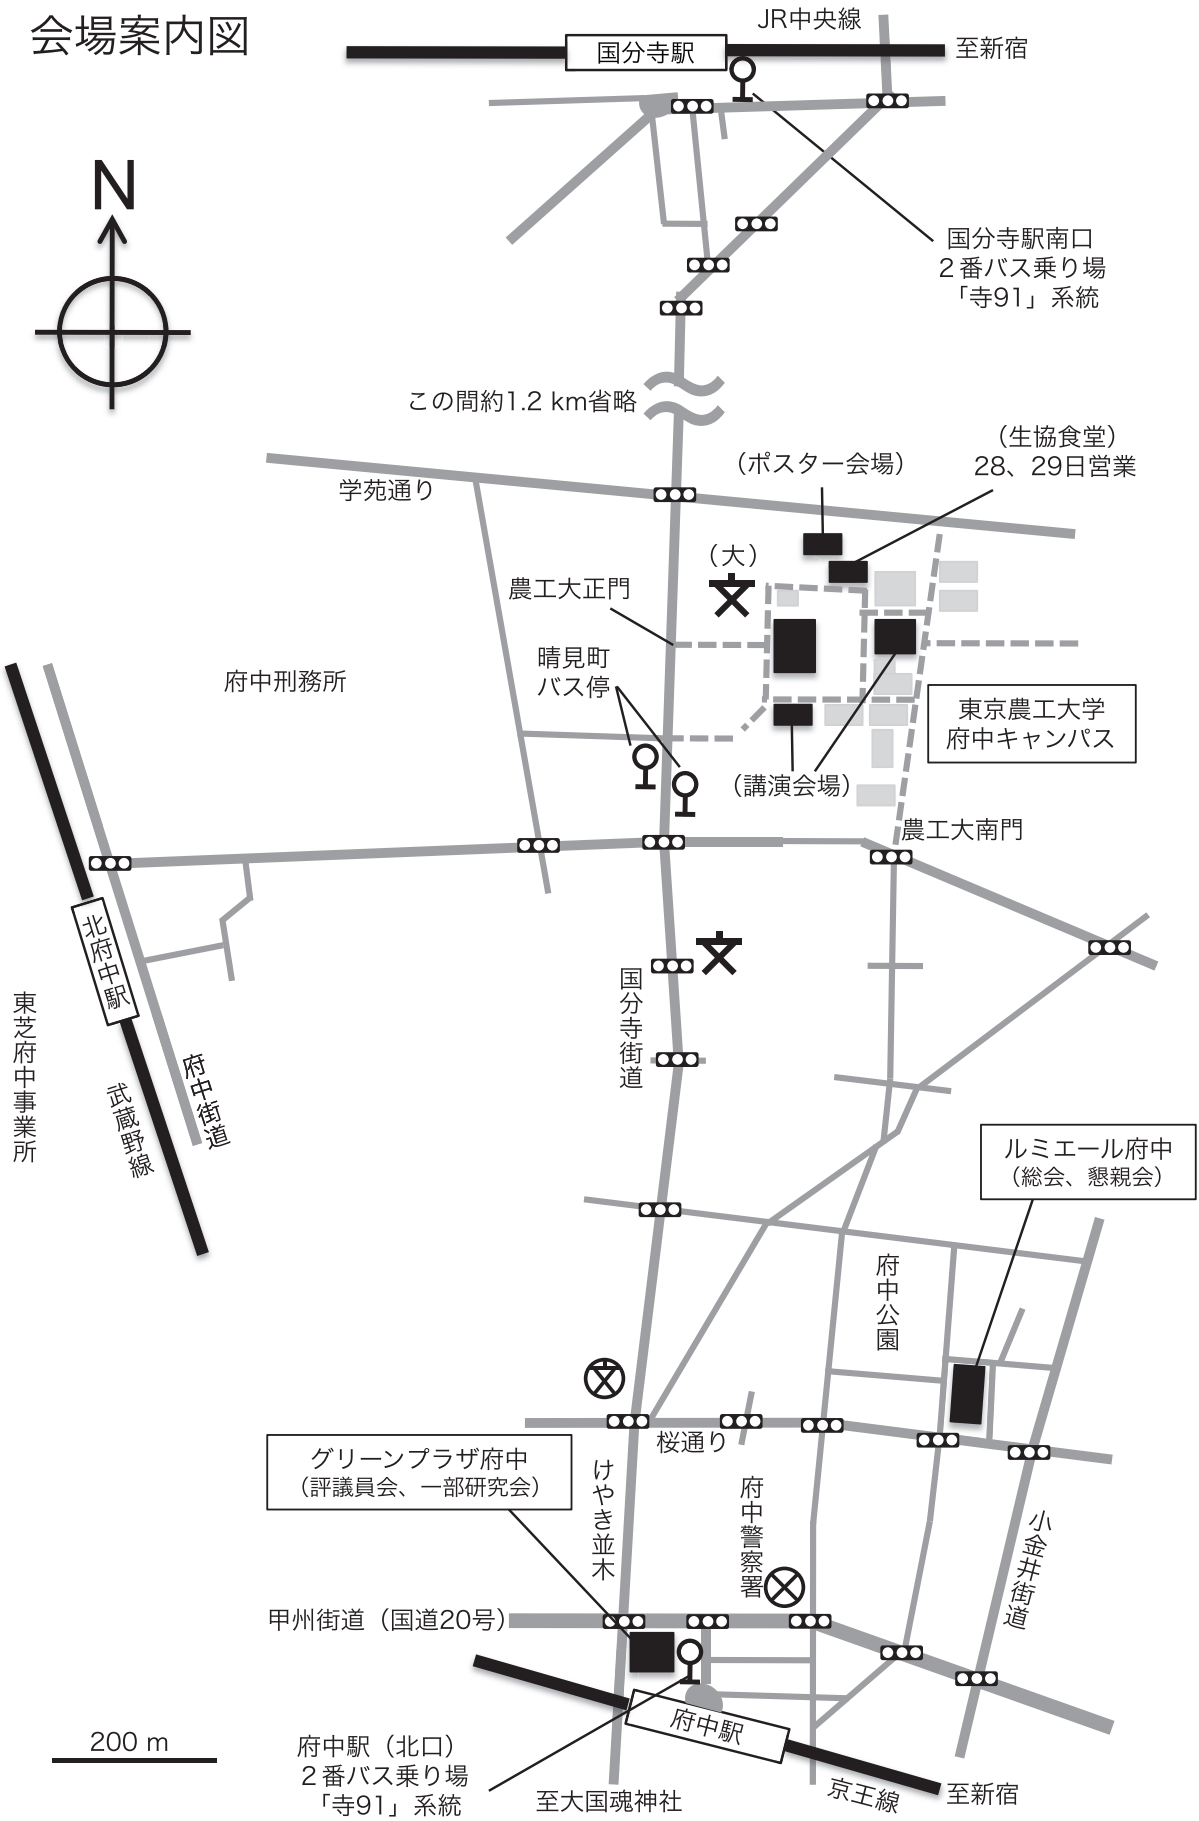 会場案内図
JR中央線
国分寺駅
至新宿
N
国分寺駅南口
2番バス乗り場
「寺91」系統
この間約1.2 km省略
(生協食堂)
28、29日営業
(ポスター会場)
学苑通り
(大)
農工大正門
晴見町
バス停
府中刑務所
東京農工大学
府中キャンパス
(講演会場)
農工大南門
北府中駅
国分寺街道
東芝府中事業所
府中街道
武蔵野線
ルミエール府中
(総会、懇親会)
府中公園
桜通り
グリーンプラザ府中
(評議員会、一部研究会)
けやき並木
府中警察署
小金井街道
甲州街道(国道20号)
府中駅
200 m
府中駅(北口)
2番バス乗り場
「寺91」系統
至大国魂神社
京王線
至新宿